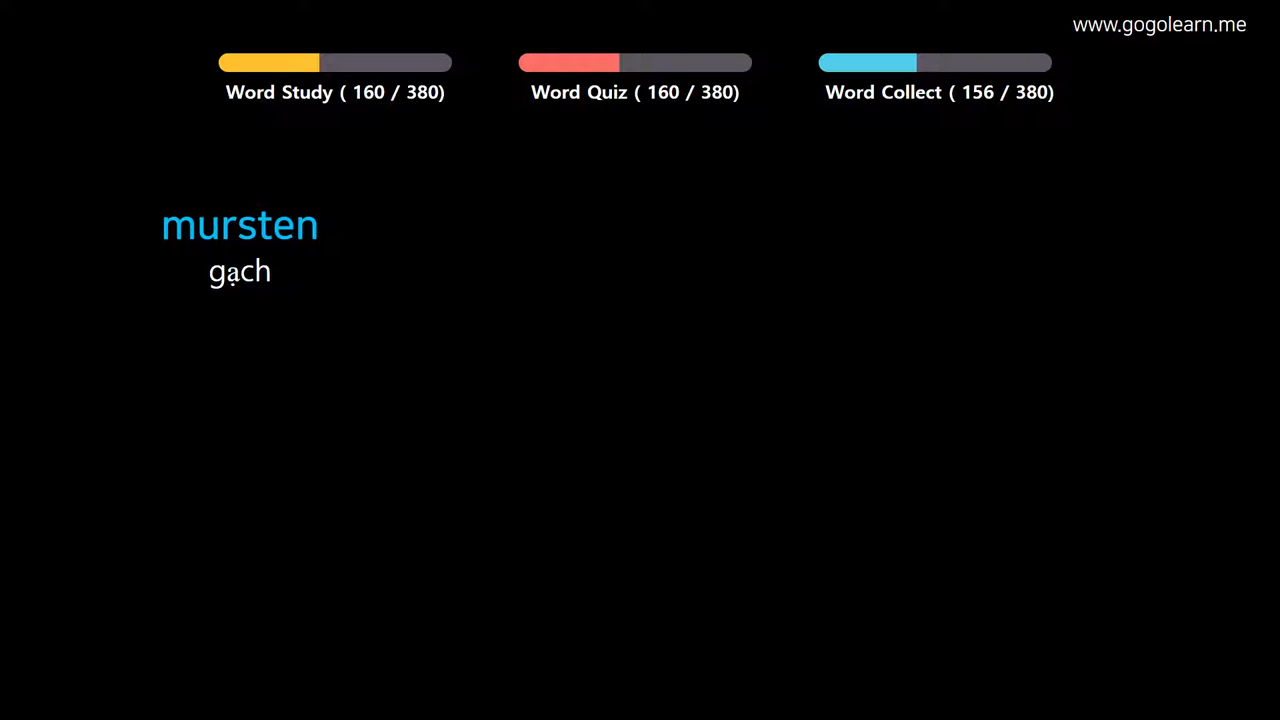 www.gogolearn.me
Word Study ( 160 / 380)
Word Quiz ( 160 / 380)
Word Collect ( 156 / 380)
mursten
gạch